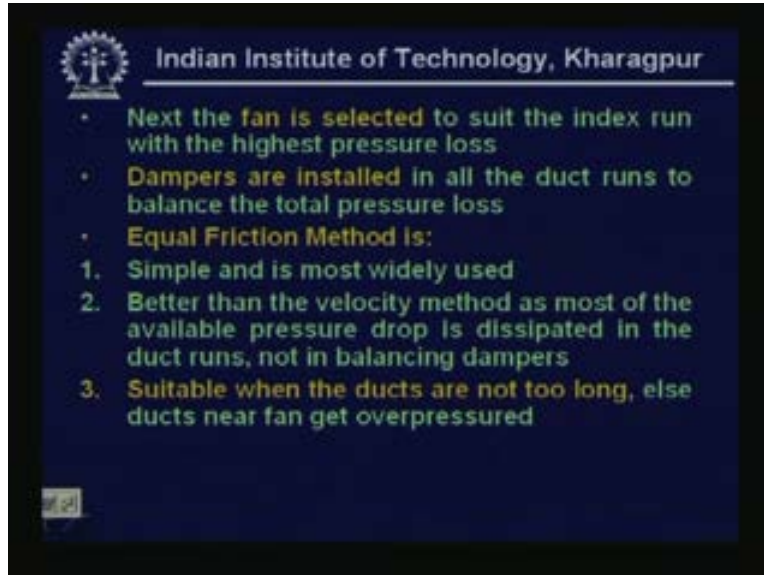 Indian Institute of Technology, Kharagpur
• Next the fan is selected to suit the index run
with the highest pressure loss
• Dampers are installed in all the duct runs to
balance the total pressure loss
• Equal Friction Method is:
1. Simple and is most widely used
2. Better than the velocity method as most of the
available pressure drop is dissipated in the
duct runs, not in balancing dampers
3. Suitable when the ducts are not too long, else
ducts near fan get overpressured